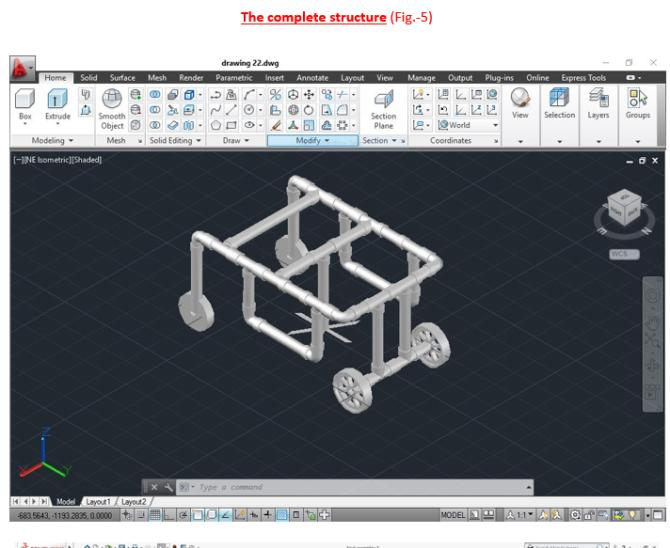 The complete structure (Fig.-5)
drawing 22.dwg
Home Solid Surface Mesh Render Parametric Insert Annotate Layout View Manage Output Plug-ins Online Express Tools
Box Extrude Smooth Object Section Plane World View Selection Layers Groups
Modeling Mesh Solid Editing Draw Modify Section Coordinates
[−][NE Isometric][Shaded]
WCS
Z
Type a command
Model Layout1 Layout2
-683.5643, -1193.2835, 0.0000 MODEL 1:1